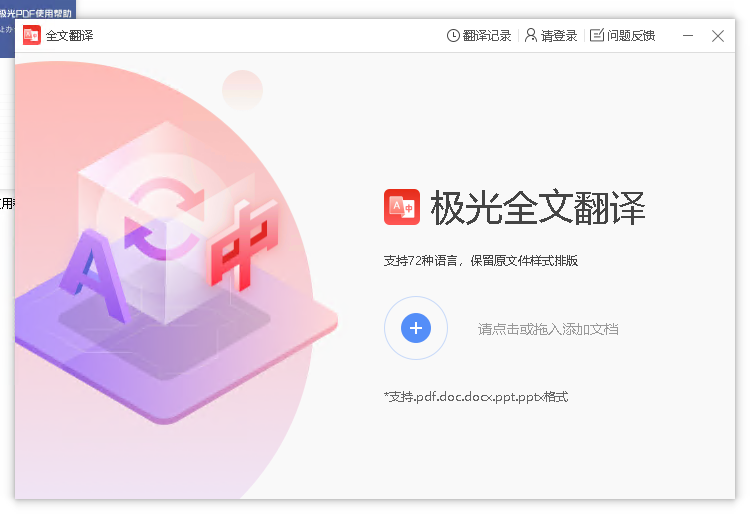 极光PDF使用帮助
全文翻译
翻译记录
请登录
问题反馈
A 中
极光全文翻译
支持72种语言，保留原文件样式排版
请点击或拖入添加文档
*支持.pdf.doc.docx.ppt.pptx格式